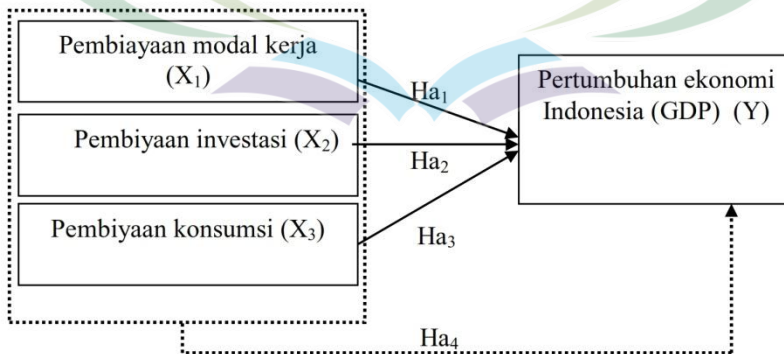 Pembiayaan modal kerja
(X₁)
Pembiyaan investasi (X₂)
Pembiyaan konsumsi (X₃)
Ha₁
Ha₂
Ha₃
Pertumbuhan ekonomi
Indonesia (GDP) (Y)
Ha₄